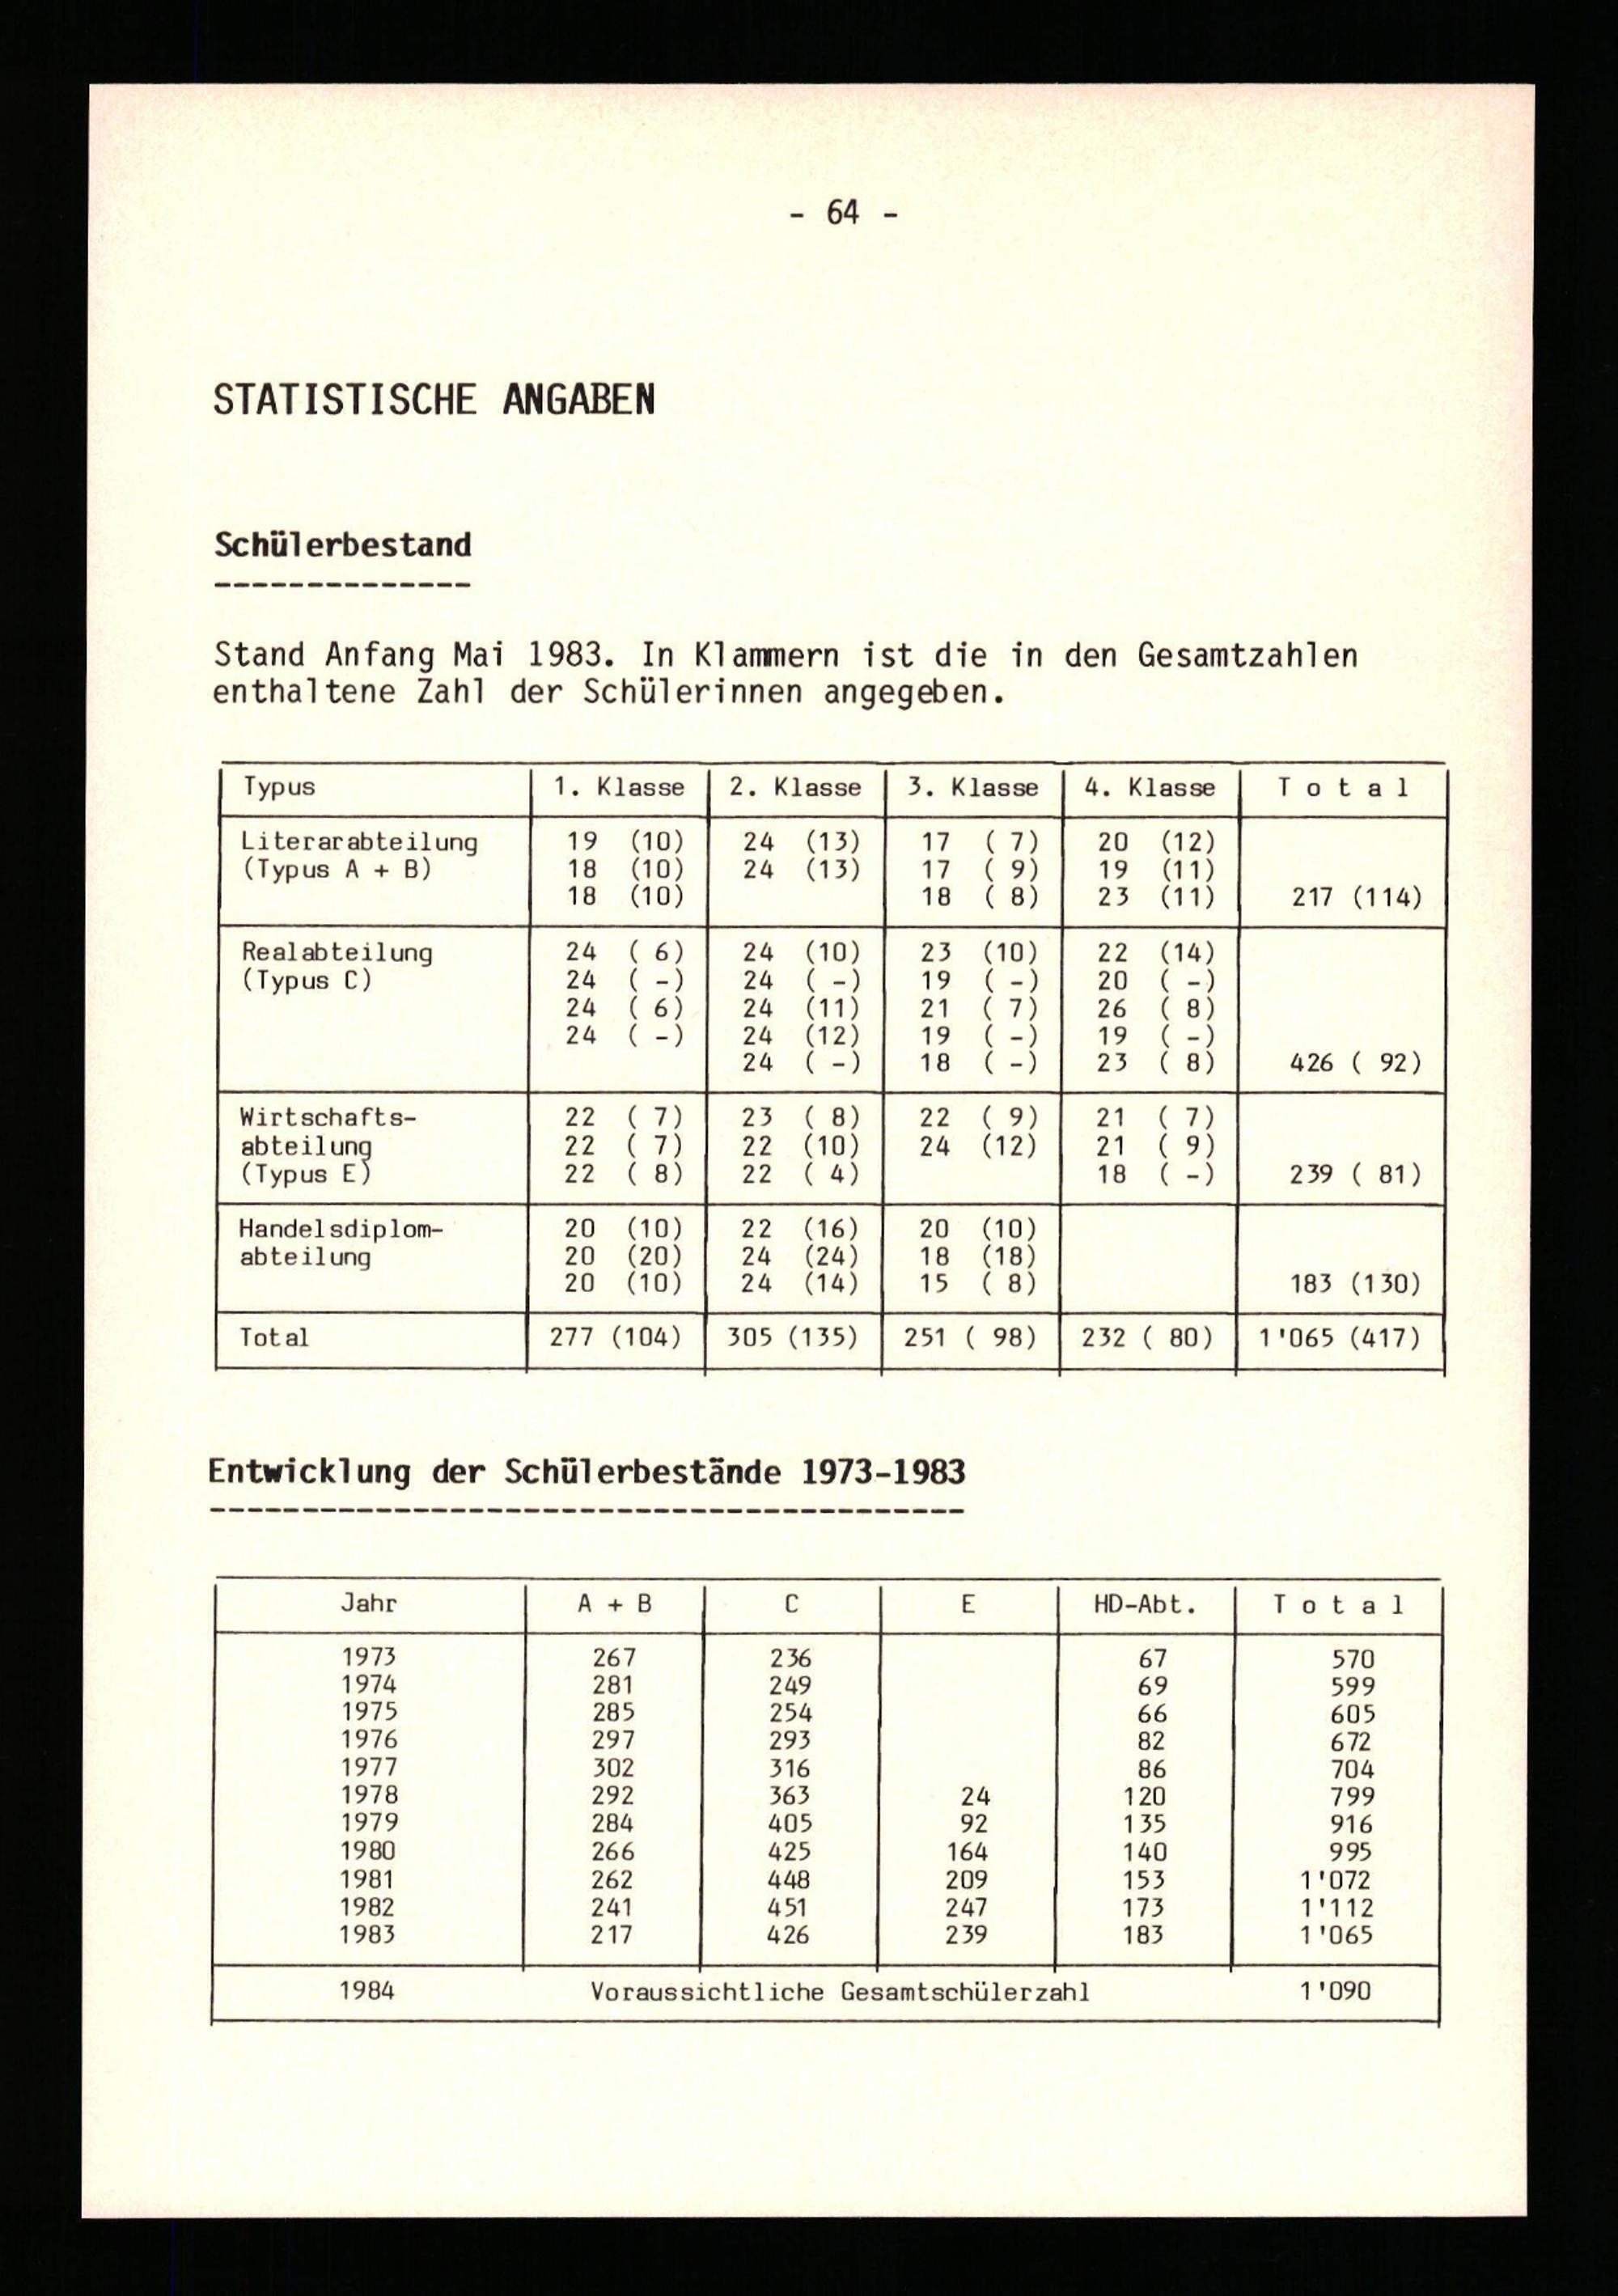 - 64 -
STATISTISCHE ANGABEN
Schülerbestand
--------------
Stand Anfang Mai 1983. In Klammern ist die in den Gesamtzahlen
enthaltene Zahl der Schülerinnen angegeben.
Typus 1. Klasse 2. Klasse 3. Klasse 4. Klasse T o t a l
Literarabteilung 19 (10) 24 (13) 17 ( 7) 20 (12)
(Typus A + B) 18 (10) 24 (13) 17 ( 9) 19 (11)
18 (10) 18 ( 8) 23 (11) 217 (114)
Realabteilung 24 ( 6) 24 (10) 23 (10) 22 (14)
(Typus C) 24 ( -) 24 ( -) 19 ( -) 20 ( -)
24 ( 6) 24 (11) 21 ( 7) 26 ( 8)
24 ( -) 24 (12) 19 ( -) 19 ( -)
24 ( -) 18 ( -) 23 ( 8) 426 ( 92)
Wirtschafts- 22 ( 7) 23 ( 8) 22 ( 9) 21 ( 7)
abteilung 22 ( 7) 22 (10) 24 (12) 21 ( 9)
(Typus E) 22 ( 8) 22 ( 4) 18 ( -) 239 ( 81)
Handelsdiplom- 20 (10) 22 (16) 20 (10)
abteilung 20 (20) 24 (24) 18 (18)
20 (10) 24 (14) 15 ( 8) 183 (130)
Total 277 (104) 305 (135) 251 ( 98) 232 ( 80) 1'065 (417)
Entwicklung der Schülerbestände 1973-1983
-----------------------------------------
Jahr A + B C E HD-Abt. T o t a l
1973 267 236 67 570
1974 281 249 69 599
1975 285 254 66 605
1976 297 293 82 672
1977 302 316 86 704
1978 292 363 24 120 799
1979 284 405 92 135 916
1980 266 425 164 140 995
1981 262 448 209 153 1'072
1982 241 451 247 173 1'112
1983 217 426 239 183 1'065
1984 Voraussichtliche Gesamtschülerzahl 1'090